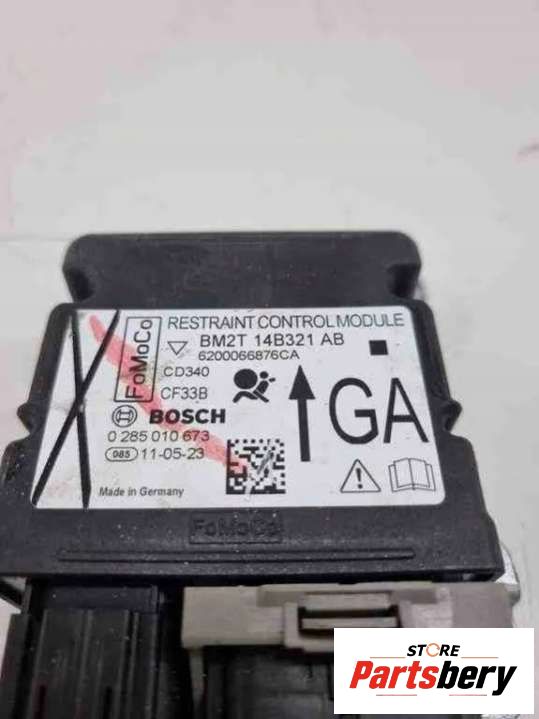 RESTRAINT CONTROL MODULE
FoMoCo
BM2T 14B321 AB
6200066876CA
CD340
CF33B
BOSCH
GA
0 285 010 673
085 11-05-23
Made in Germany
FoMoCo
STORE
Partsbery